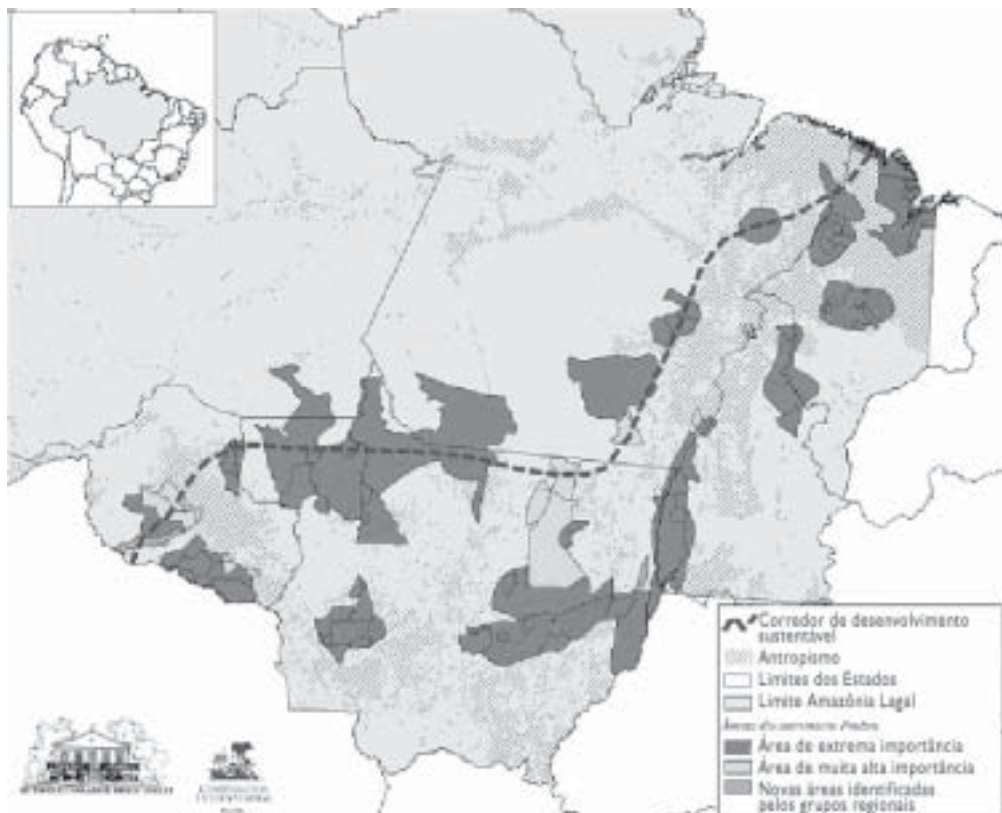 Corredor de desenvolvimento
sustentável
Antropismo
Limites dos Estados
Limite Amazônia Lagal
Área de extrema importância
Área de muita alta importância
Novas áreas identificadas
pelos grupos regionais